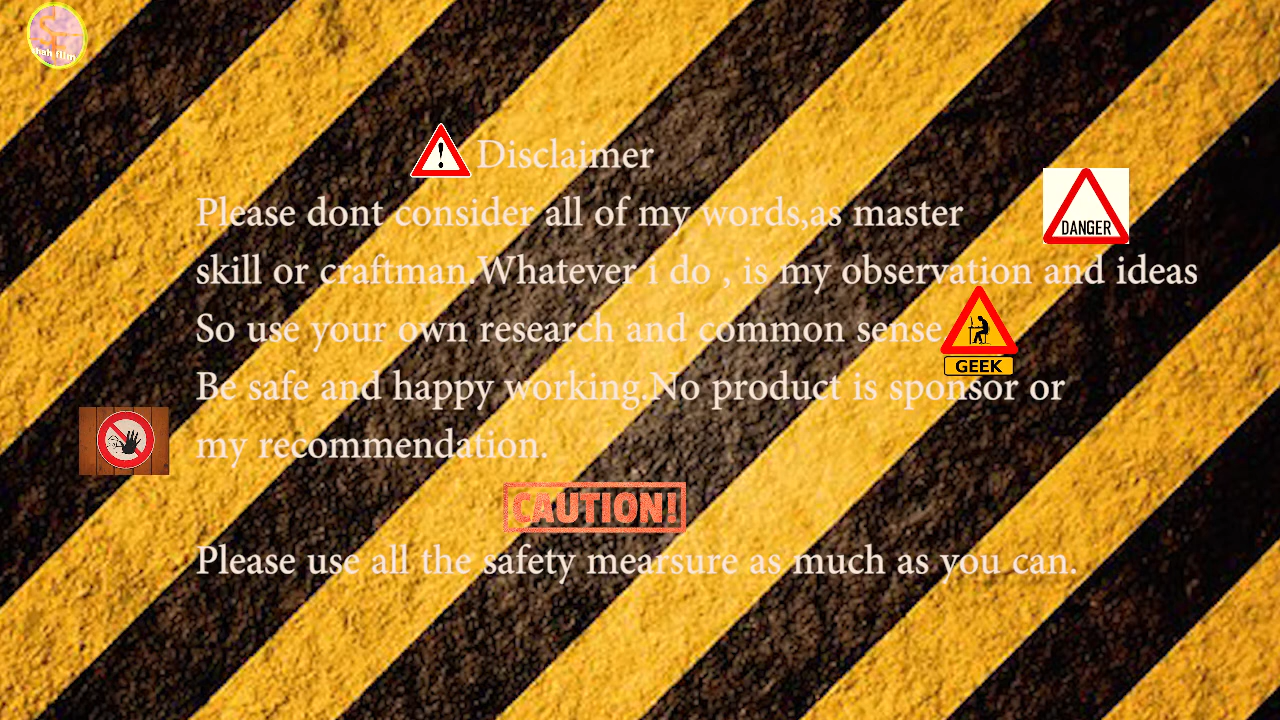 hah film
Disclaimer
Please dont consider all of my words,as master
DANGER
skill or craftman.Whatever i do , is my observation and ideas
So use your own research and common sense
GEEK
Be safe and happy working.No product is sponsor or
my recommendation.
CAUTION!
Please use all the safety mearsure as much as you can.